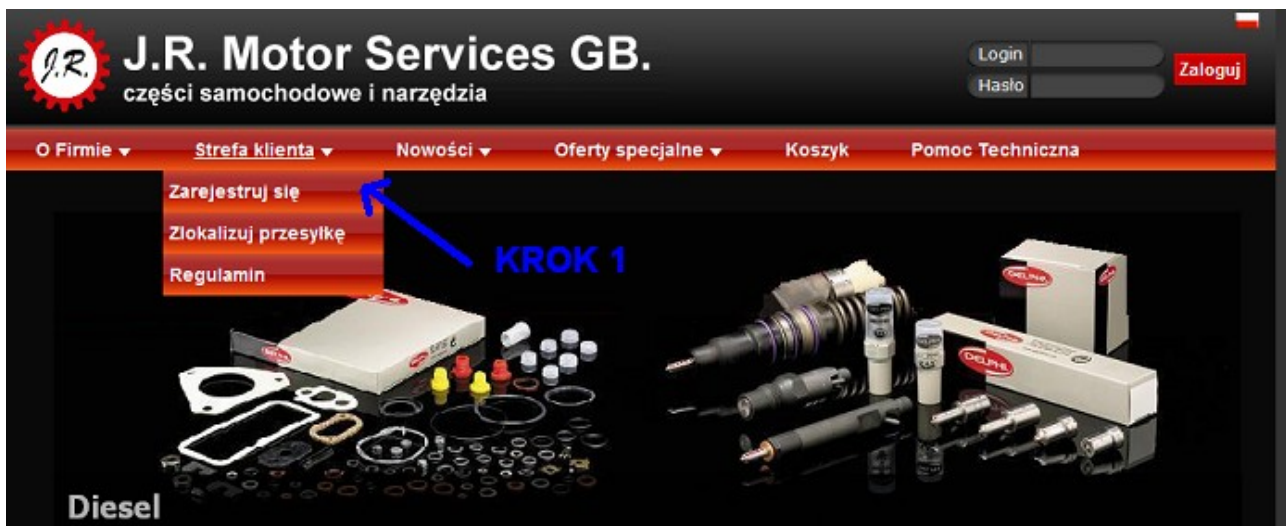 J.R.
J.R. Motor Services GB.
części samochodowe i narzędzia
Login
Hasło
Zaloguj
O Firmie Strefa klienta Nowości Oferty specjalne Koszyk Pomoc Techniczna
Zarejestruj się
Zlokalizuj przesyłkę
Regulamin
KROK 1
DELPHI
DELPHI
Diesel